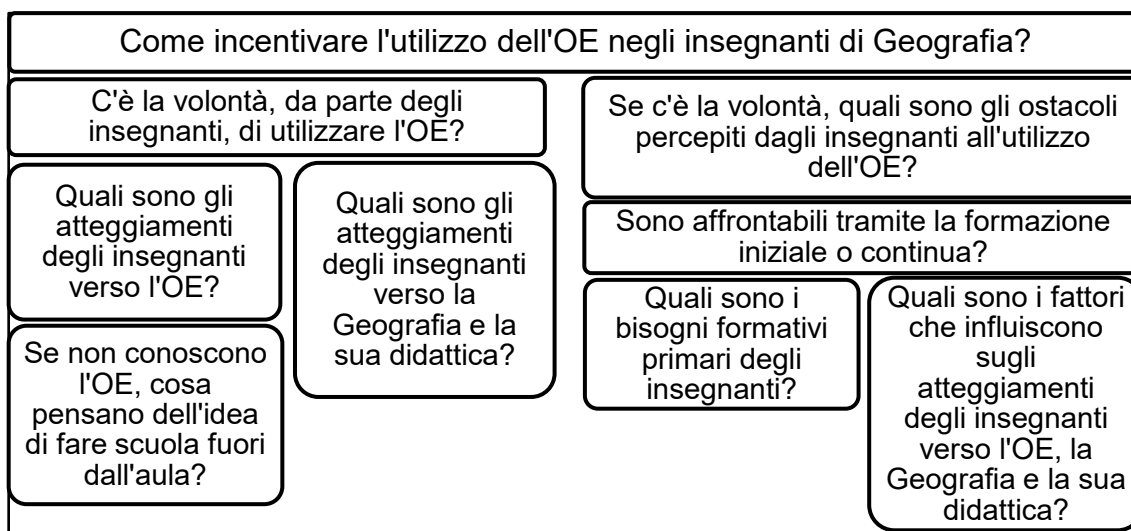 Come incentivare l'utilizzo dell'OE negli insegnanti di Geografia?
C'è la volontà, da parte degli
insegnanti, di utilizzare l'OE?
Quali sono gli
atteggiamenti
degli insegnanti
verso l'OE?
Se non conoscono
l'OE, cosa
pensano dell'idea
di fare scuola fuori
dall'aula?
Quali sono gli
atteggiamenti
degli insegnanti
verso la
Geografia e la
sua didattica?
Se c'è la volontà, quali sono gli ostacoli
percepiti dagli insegnanti all'utilizzo
dell'OE?
Sono affrontabili tramite la formazione
iniziale o continua?
Quali sono i
bisogni formativi
primari degli
insegnanti?
Quali sono i fattori
che influiscono
sugli
atteggiamenti
degli insegnanti
verso l'OE, la
Geografia e la sua
didattica?